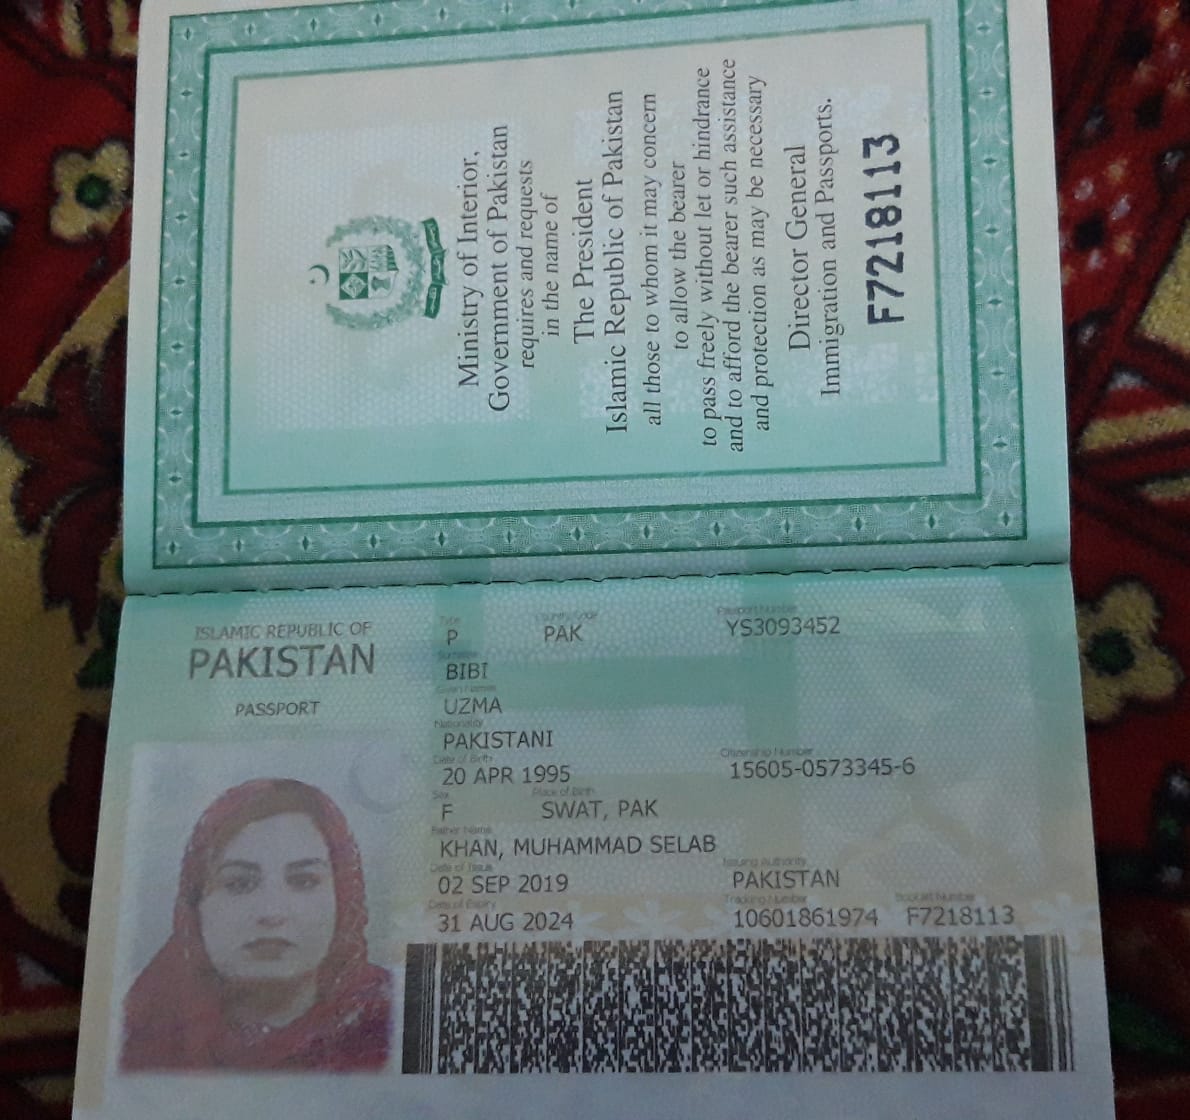 Ministry of Interior,
Government of Pakistan
requires and requests
in the name of
The President
Islamic Republic of Pakistan
all those to whom it may concern
to allow the bearer
to pass freely without let or hindrance
and to afford the bearer such assistance
and protection as may be necessary
Director General
Immigration and Passports.
F7218113
ISLAMIC REPUBLIC OF
PAKISTAN
PASSPORT
Type Country Code Passport Number
P PAK YS3093452
Surname
BIBI
Given Names
UZMA
Nationality
PAKISTANI
Date of Birth Citizenship Number
20 APR 1995 15605-0573345-6
Sex Place of Birth
F SWAT, PAK
Father Name
KHAN, MUHAMMAD SELAB
Date of Issue Issuing Authority
02 SEP 2019 PAKISTAN
Date of Expiry Tracking Number Booklet Number
31 AUG 2024 10601861974 F7218113